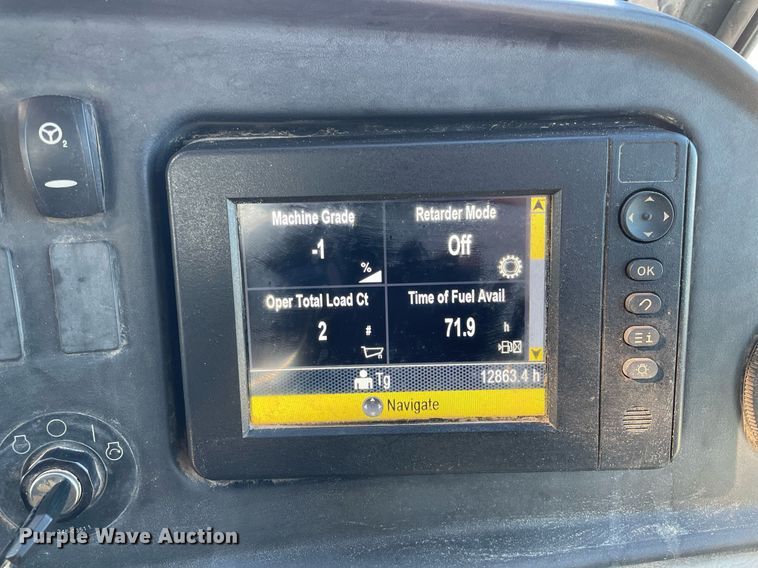 2
Machine Grade
-1
%
Retarder Mode
Off
Oper Total Load Ct
2
#
Time of Fuel Avail
71.9
h
Tg
12863.4 h
Navigate
OK
Purple Wave Auction